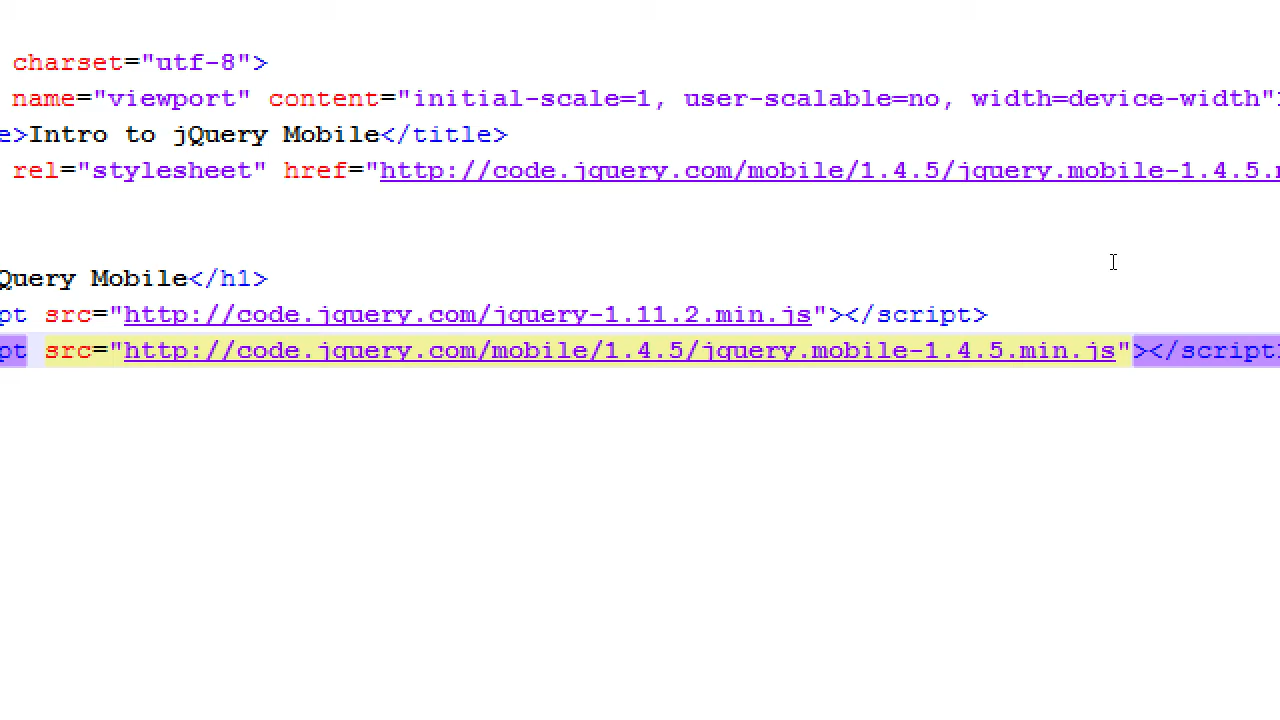 charset="utf-8">
name="viewport" content="initial-scale=1, user-scalable=no, width=device-width"
e>Intro to jQuery Mobile</title>
rel="stylesheet" href="http://code.jquery.com/mobile/1.4.5/jquery.mobile-1.4.5.
Query Mobile</h1>
pt src="http://code.jquery.com/jquery-1.11.2.min.js"></script>
pt src="http://code.jquery.com/mobile/1.4.5/jquery.mobile-1.4.5.min.js"></script